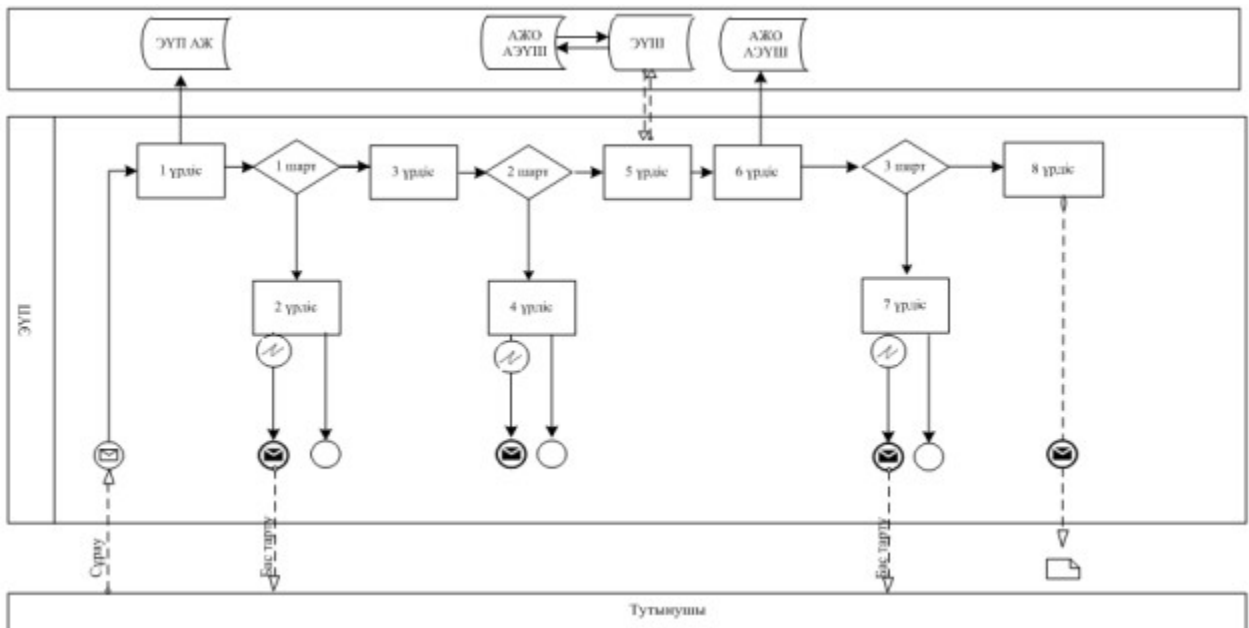 ЭҮП АЖ
АЖО
АЭҮШ
ЭҮШ
АЖО
АЭҮШ
1 үрдіс
1 шарт
3 үрдіс
2 шарт
5 үрдіс
6 үрдіс
3 шарт
8 үрдіс
2 үрдіс
4 үрдіс
7 үрдіс
ЭҮП
Сұрау
Бас тарту
Бас тарту
Тутынушы